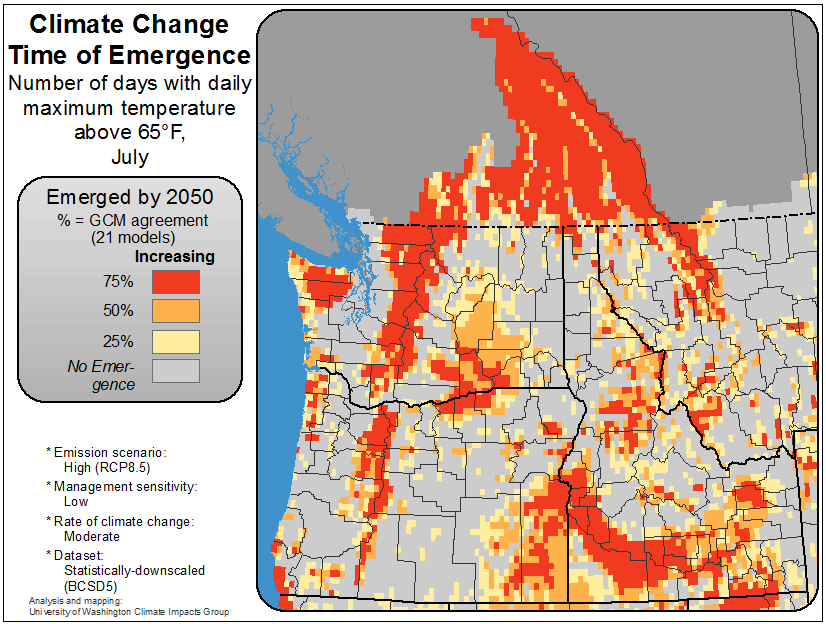 Climate Change
Time of Emergence
Number of days with daily
maximum temperature
above 65°F,
July
Emerged by 2050
% = GCM agreement
(21 models)
Increasing
75%
50%
25%
No Emer-
gence
* Emission scenario:
High (RCP8.5)
* Management sensitivity:
Low
* Rate of climate change:
Moderate
* Dataset:
Statistically-downscaled
(BCSD5)
Analysis and mapping:
University of Washington Climate Impacts Group